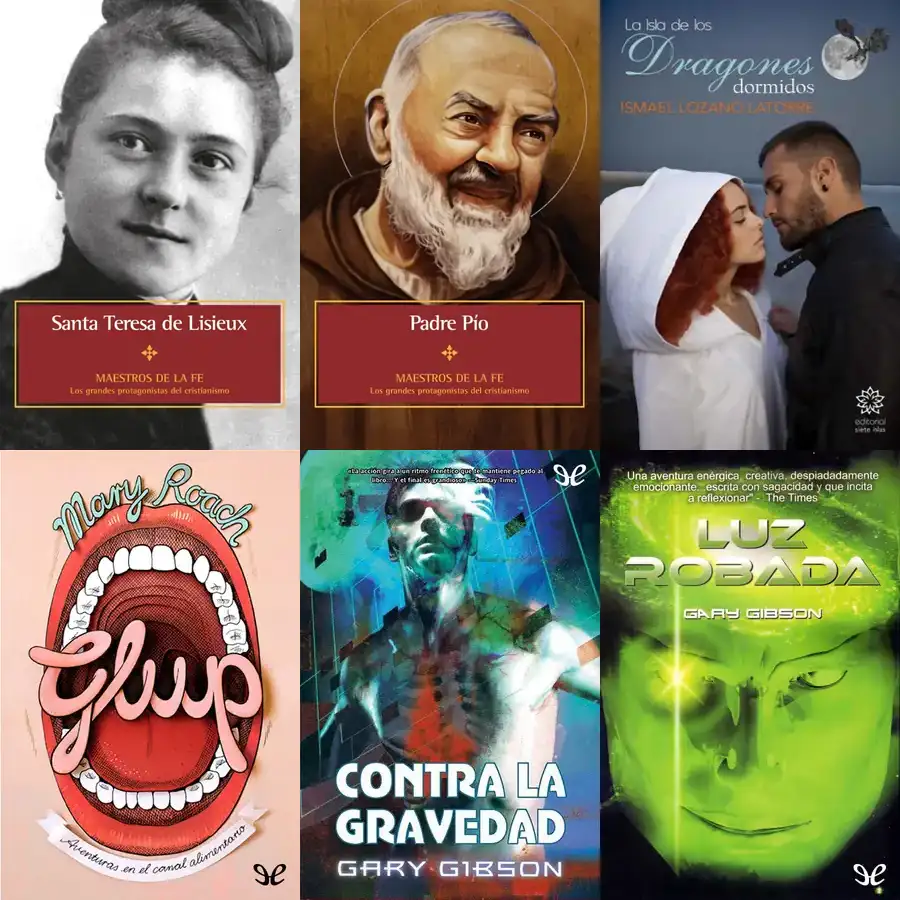 Santa Teresa de Lisieux
MAESTROS DE LA FE
Los grandes protagonistas del cristianismo
Padre Pío
MAESTROS DE LA FE
Los grandes protagonistas del cristianismo
La Isla de los
Dragones
dormidos
ISMAEL LOZANO LATORRE
editorial
siete islas
Mary Roach
Glup
Aventuras en el canal alimentario
«La acción gira a un ritmo frenético que te mantiene pegado al
libro... Y el final es grandioso» —Sunday Times
CONTRA LA
GRAVEDAD
GARY GIBSON
Una aventura enérgica, creativa, despiadadamente
emocionante... escrita con sagacidad y que incita
a reflexionar" - The Times
LUZ
ROBADA
GARY GIBSON